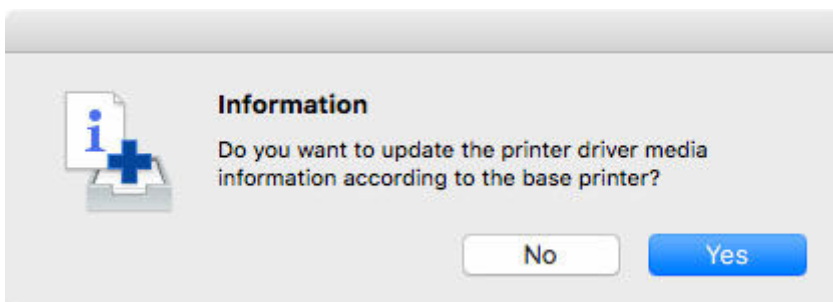 i
Information
Do you want to update the printer driver media
information according to the base printer?
No
Yes